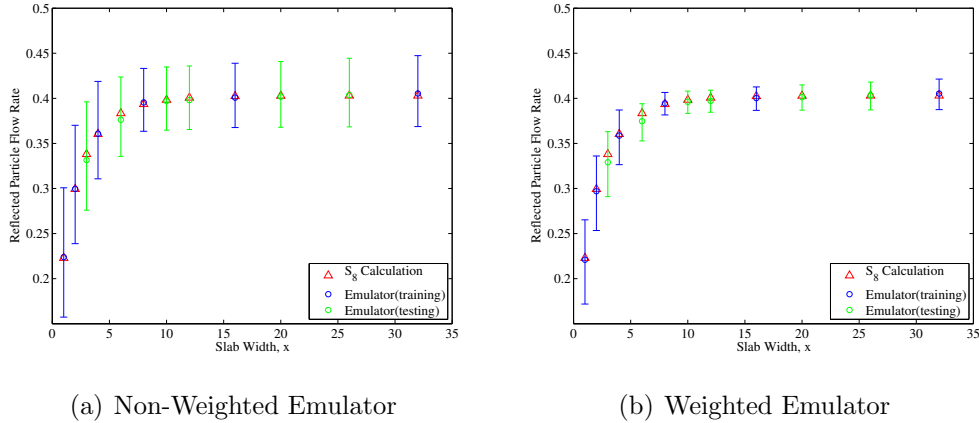 0.5
0.45
0.4
0.35
0.3
0.25
0.2
Reflected Particle Flow Rate
0 5 10 15 20 25 30 35
Slab Width, x
S8 Calculation
Emulator(training)
Emulator(testing)
(a) Non-Weighted Emulator
0.5
0.45
0.4
0.35
0.3
0.25
0.2
Reflected Particle Flow Rate
0 5 10 15 20 25 30 35
Slab Width, x
S8 Calculation
Emulator(training)
Emulator(testing)
(b) Weighted Emulator